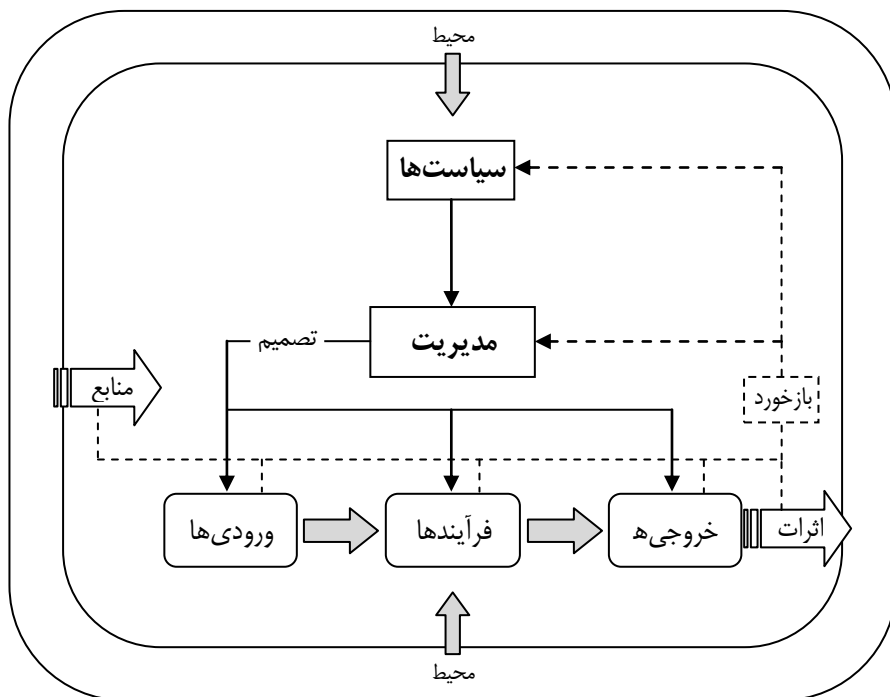 محیط
سیاست‌ها
مدیریت
تصمیم
منابع
بازخورد
ورودی‌ها
فرآیندها
خروجی‌ه
اثرات
محیط